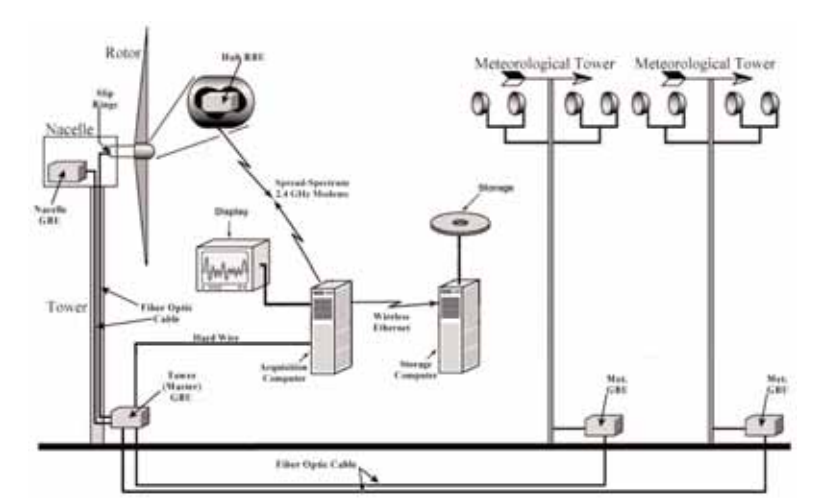 Rotor
Hub RBU
Meteorological Tower
Meteorological Tower
Slip
Rings
Nacelle
Nacelle
GBU
Spread-Spectrum
2.4 GHz Modems
Storage
Display
Tower
Fiber Optic
Cable
Wireless
Ethernet
Hard Wire
Acquisition
Computer
Storage
Computer
Tower
(Master)
GBU
Met.
GBU
Met.
GBU
Fiber Optic Cable